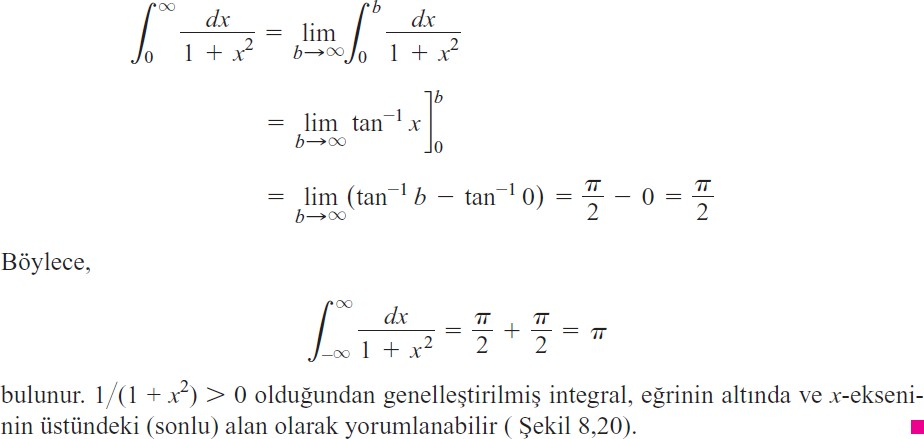 ∫₀^∞ dx/(1 + x²) = lim_{b→∞} ∫₀^b dx/(1 + x²)
= lim_{b→∞} tan⁻¹ x ]₀^b
= lim_{b→∞} (tan⁻¹ b − tan⁻¹ 0) = π/2 − 0 = π/2
Böylece,
∫_{−∞}^∞ dx/(1 + x²) = π/2 + π/2 = π
bulunur. 1/(1 + x²) > 0 olduğundan genelleştirilmiş integral, eğrinin altında ve x-ekseni-
nin üstündeki (sonlu) alan olarak yorumlanabilir ( Şekil 8,20).